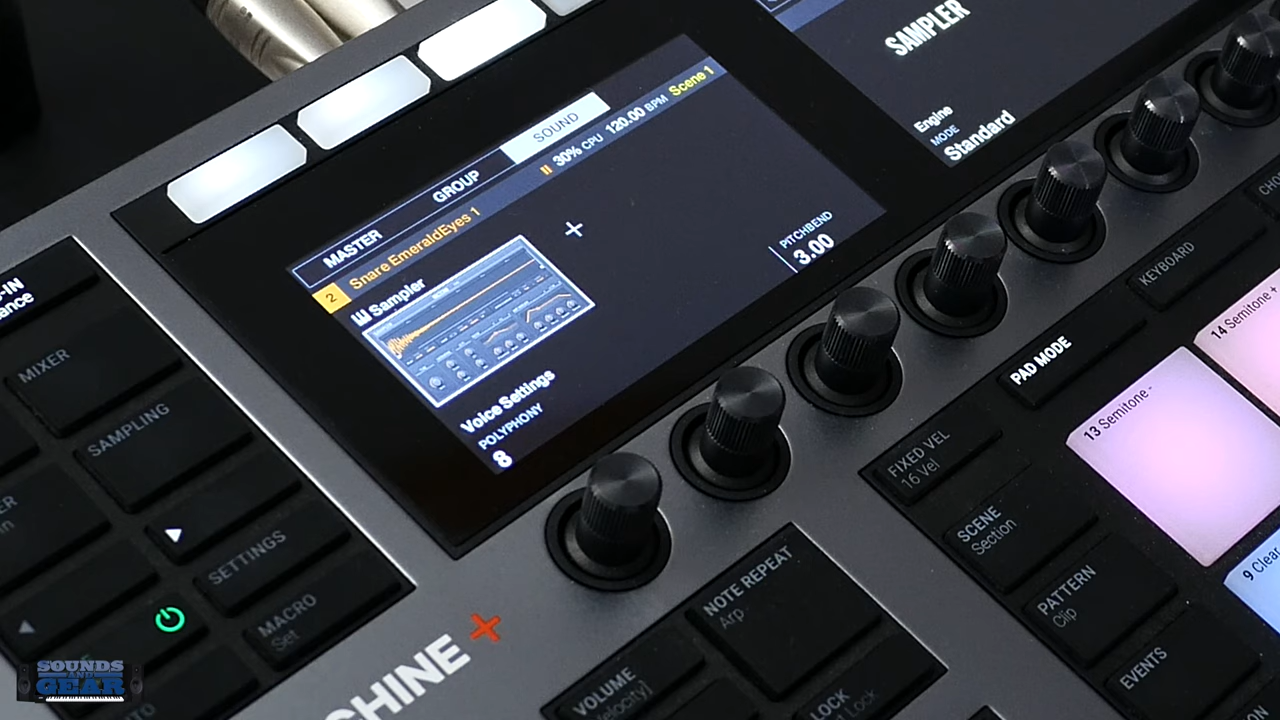 SAMPLER
Engine
MODE
Standard
MASTER
GROUP
SOUND
2 Snare EmeraldEyes 1
30% CPU 120.00 BPM Scene 1
Sampler
PITCHBEND
3.00
Voice Settings
POLYPHONY
8
MIXER
SAMPLING
SETTINGS
MACRO
Set
KEYBOARD
PAD MODE
14 Semitone +
13 Semitone -
FIXED VEL
16 Vel
SCENE
Section
PATTERN
Clip
EVENTS
9 Clear
NOTE REPEAT
Arp
VOLUME
LOCK
SOUNDS
AND
GEAR